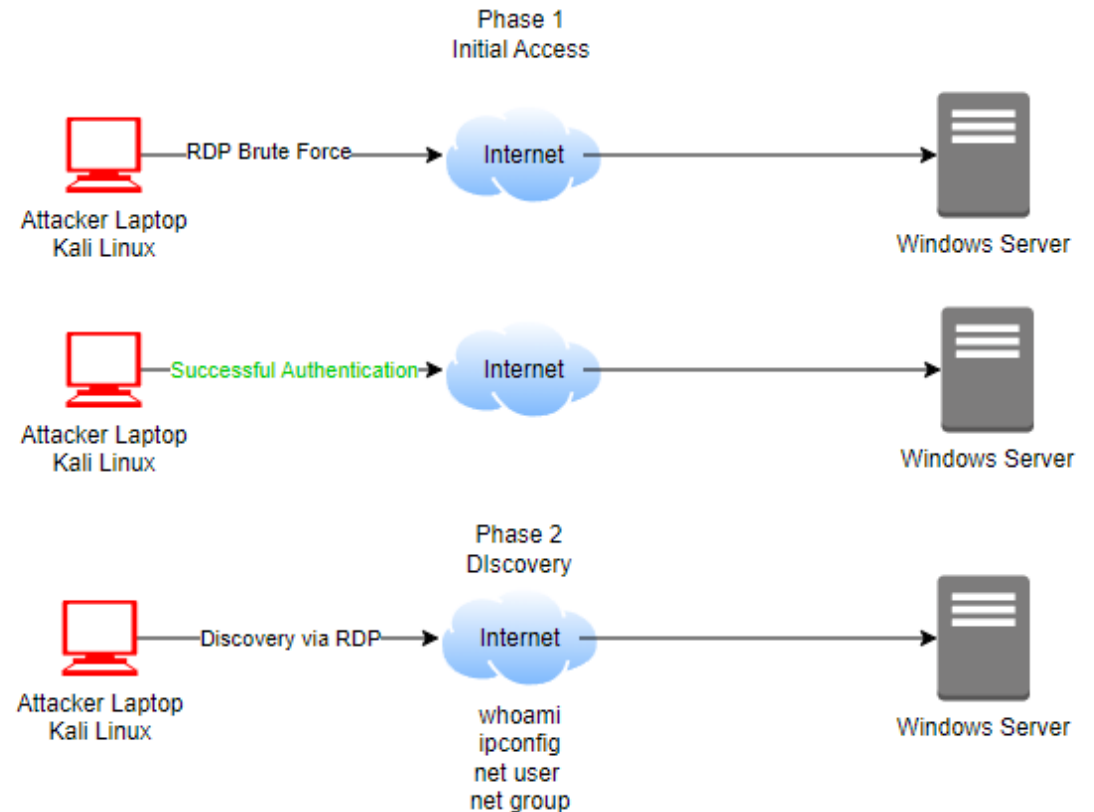 Phase 1
Initial Access
RDP Brute Force
Internet
Attacker Laptop
Kali Linux
Windows Server
Successful Authentication
Internet
Attacker Laptop
Kali Linux
Windows Server
Phase 2
DIscovery
Discovery via RDP
Internet
Attacker Laptop
Kali Linux
Windows Server
whoami
ipconfig
net user
net group